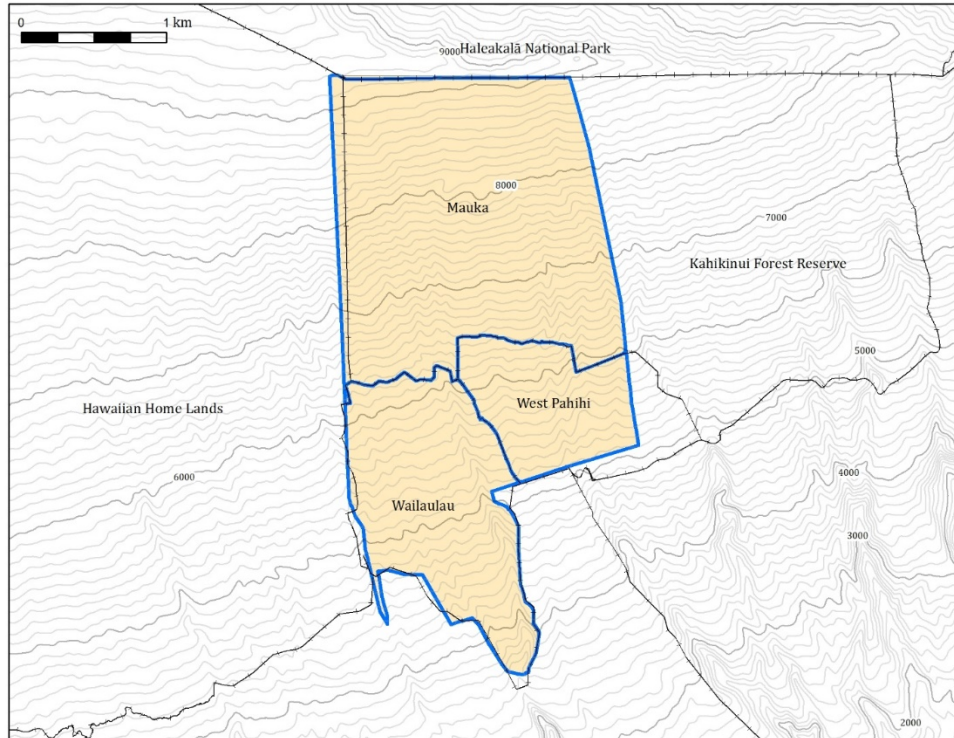 0 1 km
9000
Haleakalā National Park
8000
Mauka
7000
Kahikinui Forest Reserve
5000
West Pahihi
Hawaiian Home Lands
4000
6000
Wailaulau
3000
2000